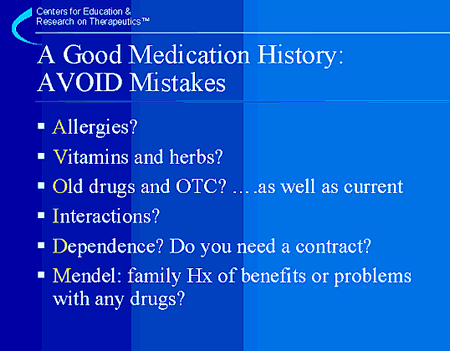 Centers for Education &
Research on Therapeutics™
A Good Medication History:
AVOID Mistakes
Allergies?
Vitamins and herbs?
Old drugs and OTC? ….as well as current
Interactions?
Dependence? Do you need a contract?
Mendel: family Hx of benefits or problems
with any drugs?